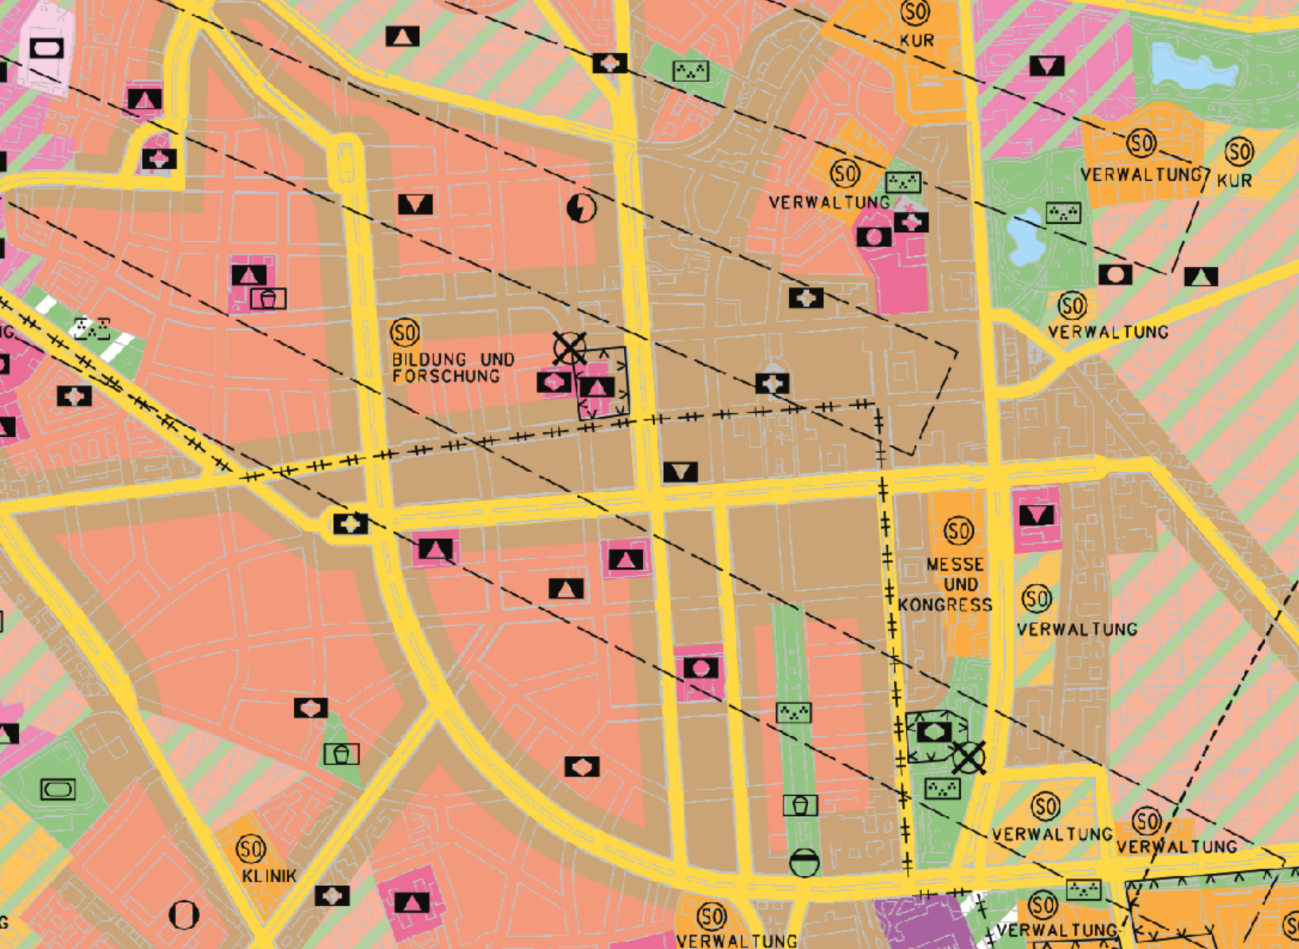 SO
KUR
SO
VERWALTUNG
SO
KUR
SO
VERWALTUNG
SO
VERWALTUNG
SO
BILDUNG UND
FORSCHUNG
SO
MESSE
UND
KONGRESS
SO
VERWALTUNG
SO
VERWALTUNG
SO
VERWALTUNG
SO
KLINIK
SO
VERWALTUNG
SO
VERWALTUNG